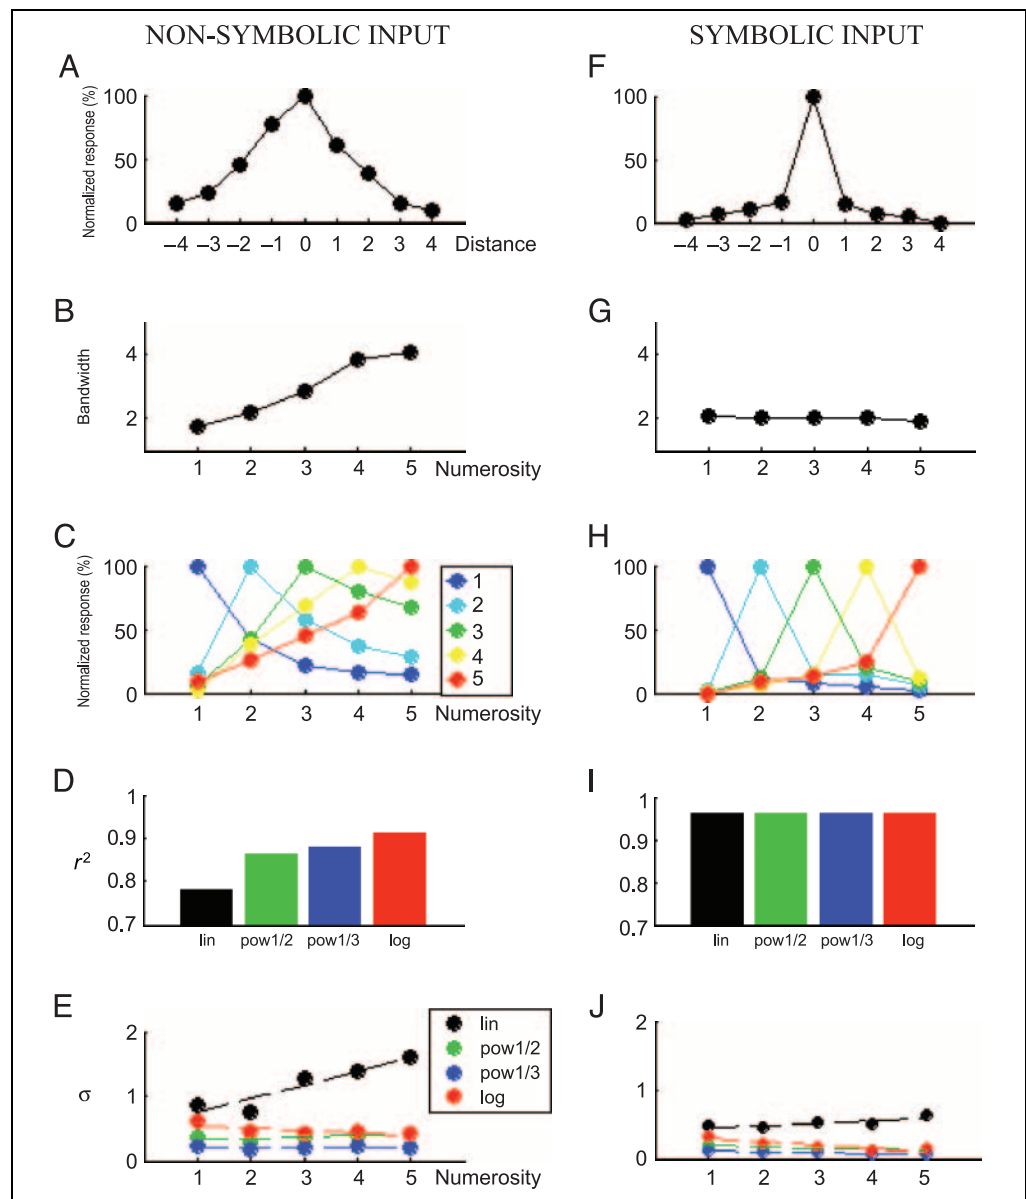 NON-SYMBOLIC INPUT
SYMBOLIC INPUT
A
Normalized response (%)
100
50
0
–4 –3 –2 –1 0 1 2 3 4 Distance
F
100
50
0
–4 –3 –2 –1 0 1 2 3 4
B
Bandwidth
4
2
1 2 3 4 5 Numerosity
G
4
2
1 2 3 4 5
C
Normalized response (%)
100
50
0
1 2 3 4 5 Numerosity
1
2
3
4
5
H
100
50
0
1 2 3 4 5
D
r²
1
0.9
0.8
0.7
lin pow1/2 pow1/3 log
I
1
0.9
0.8
0.7
lin pow1/2 pow1/3 log
E
σ
2
1
0
1 2 3 4 5 Numerosity
lin
pow1/2
pow1/3
log
J
2
1
0
1 2 3 4 5